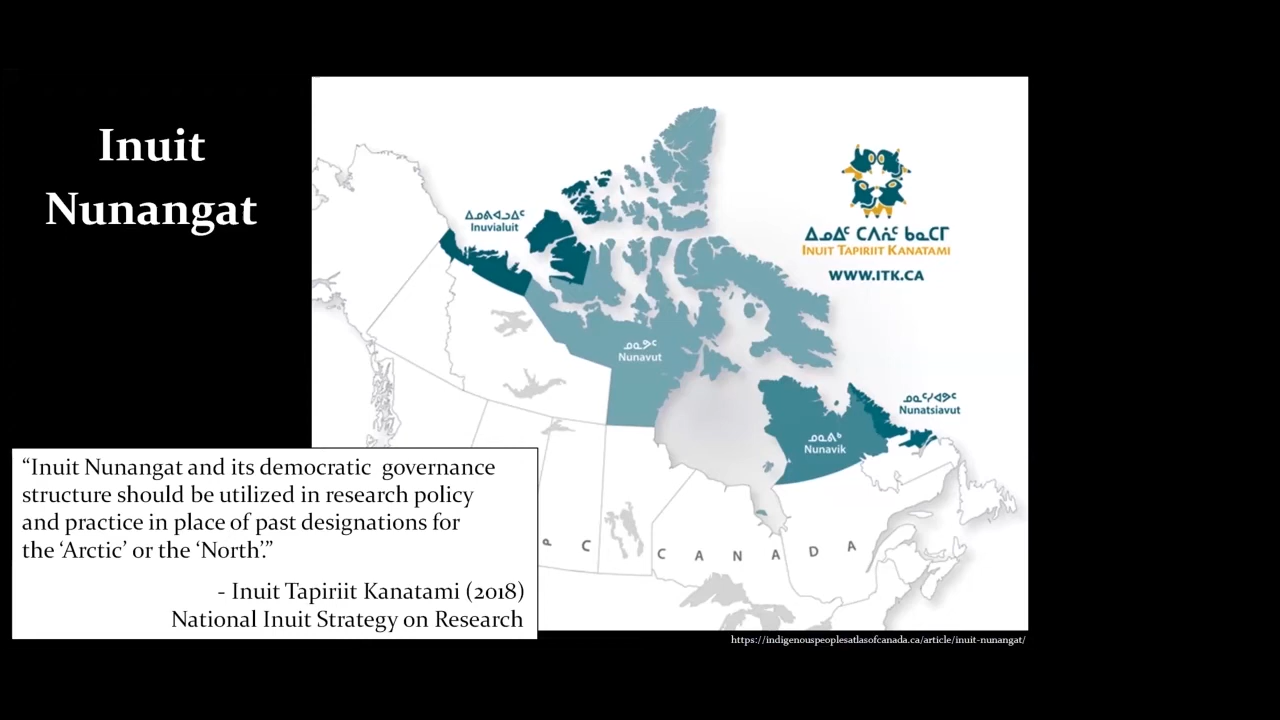 Inuit
Nunangat
ᐃᓄᕕᐊᓗᐃᑦ
Inuvialuit
ᐃᓄᐃᑦ ᑕᐱᕇᑦ ᑲᓇᑕᒥ
INUIT TAPIRIIT KANATAMI
WWW.ITK.CA
ᓄᓇᕗᑦ
Nunavut
ᓄᓇᑦᓯᐊᕗᑦ
Nunatsiavut
ᓄᓇᕕᒃ
Nunavik
“Inuit Nunangat and its democratic governance
structure should be utilized in research policy
and practice in place of past designations for
the ‘Arctic’ or the ‘North’.”
- Inuit Tapiriit Kanatami (2018)
National Inuit Strategy on Research
C A N A D A
https://indigenouspeoplesatlasofcanada.ca/article/inuit-nunangat/